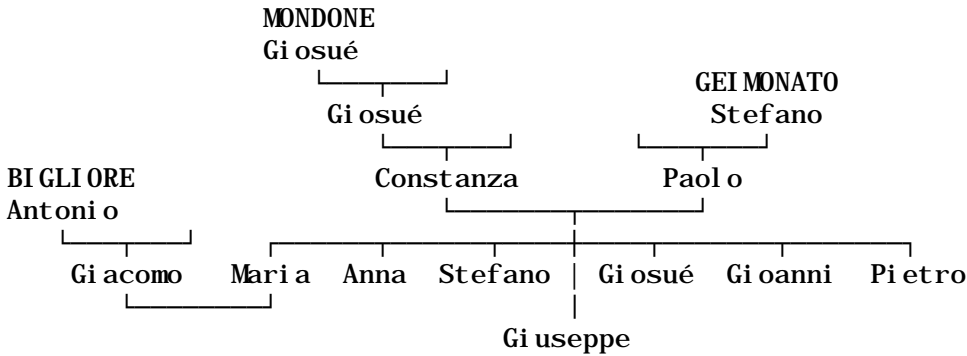 MONDONE
Giosué
GEIMONATO
Giosué Stefano
BIGLIORE Constanza Paolo
Antonio
Giacomo Maria Anna Stefano Giosué Gioanni Pietro
Giuseppe